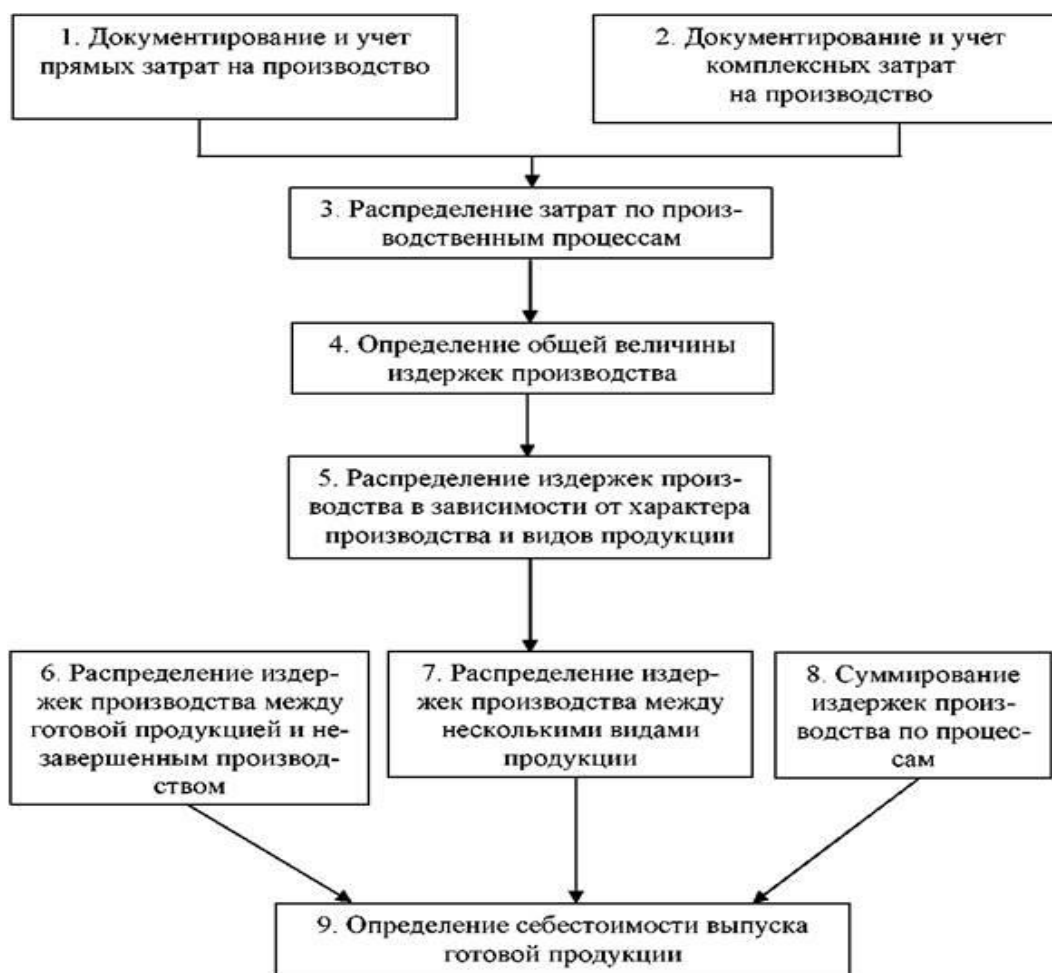 1. Документирование и учет
прямых затрат на производство
2. Документирование и учет
комплексных затрат
на производство
3. Распределение затрат по произ-
водственным процессам
4. Определение общей величины
издержек производства
5. Распределение издержек произ-
водства в зависимости от характера
производства и видов продукции
6. Распределение издер-
жек производства между
готовой продукцией и не-
завершенным производ-
ством
7. Распределение издер-
жек производства между
несколькими видами
продукции
8. Суммирование
издержек произ-
водства по процес-
сам
9. Определение себестоимости выпуска
готовой продукции